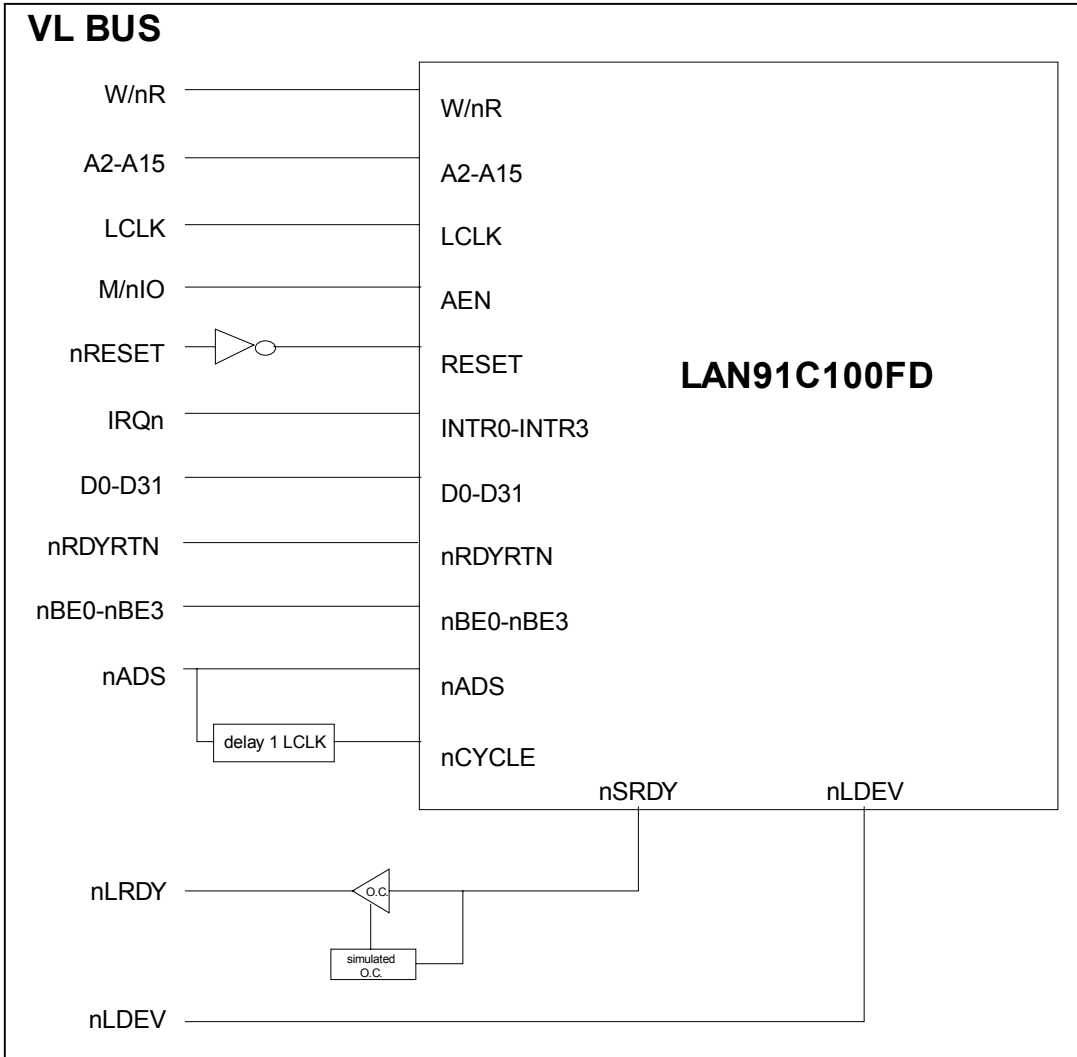 VL BUS
W/nR
W/nR
A2-A15
A2-A15
LCLK
LCLK
M/nIO
AEN
nRESET
RESET
LAN91C100FD
IRQn
INTR0-INTR3
D0-D31
D0-D31
nRDYRTN
nRDYRTN
nBE0-nBE3
nBE0-nBE3
nADS
nADS
delay 1 LCLK
nCYCLE
nSRDY
nLDEV
nLRDY
O.C.
simulated
O.C.
nLDEV